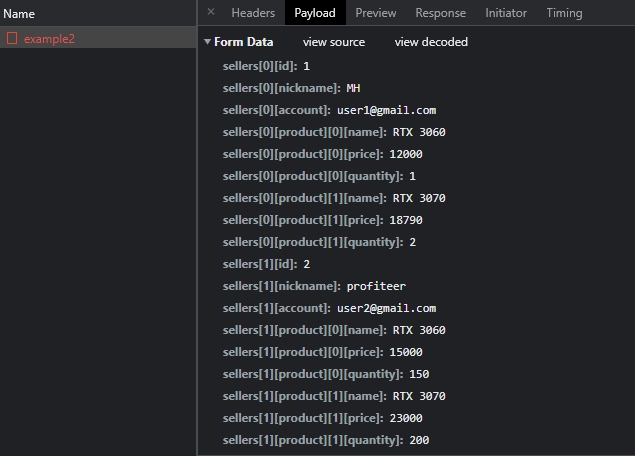 Name × Headers Payload Preview Response Initiator Timing
example2
Form Data view source view decoded
sellers[0][id]: 1
sellers[0][nickname]: MH
sellers[0][account]: user1@gmail.com
sellers[0][product][0][name]: RTX 3060
sellers[0][product][0][price]: 12000
sellers[0][product][0][quantity]: 1
sellers[0][product][1][name]: RTX 3070
sellers[0][product][1][price]: 18790
sellers[0][product][1][quantity]: 2
sellers[1][id]: 2
sellers[1][nickname]: profiteer
sellers[1][account]: user2@gmail.com
sellers[1][product][0][name]: RTX 3060
sellers[1][product][0][price]: 15000
sellers[1][product][0][quantity]: 150
sellers[1][product][1][name]: RTX 3070
sellers[1][product][1][price]: 23000
sellers[1][product][1][quantity]: 200